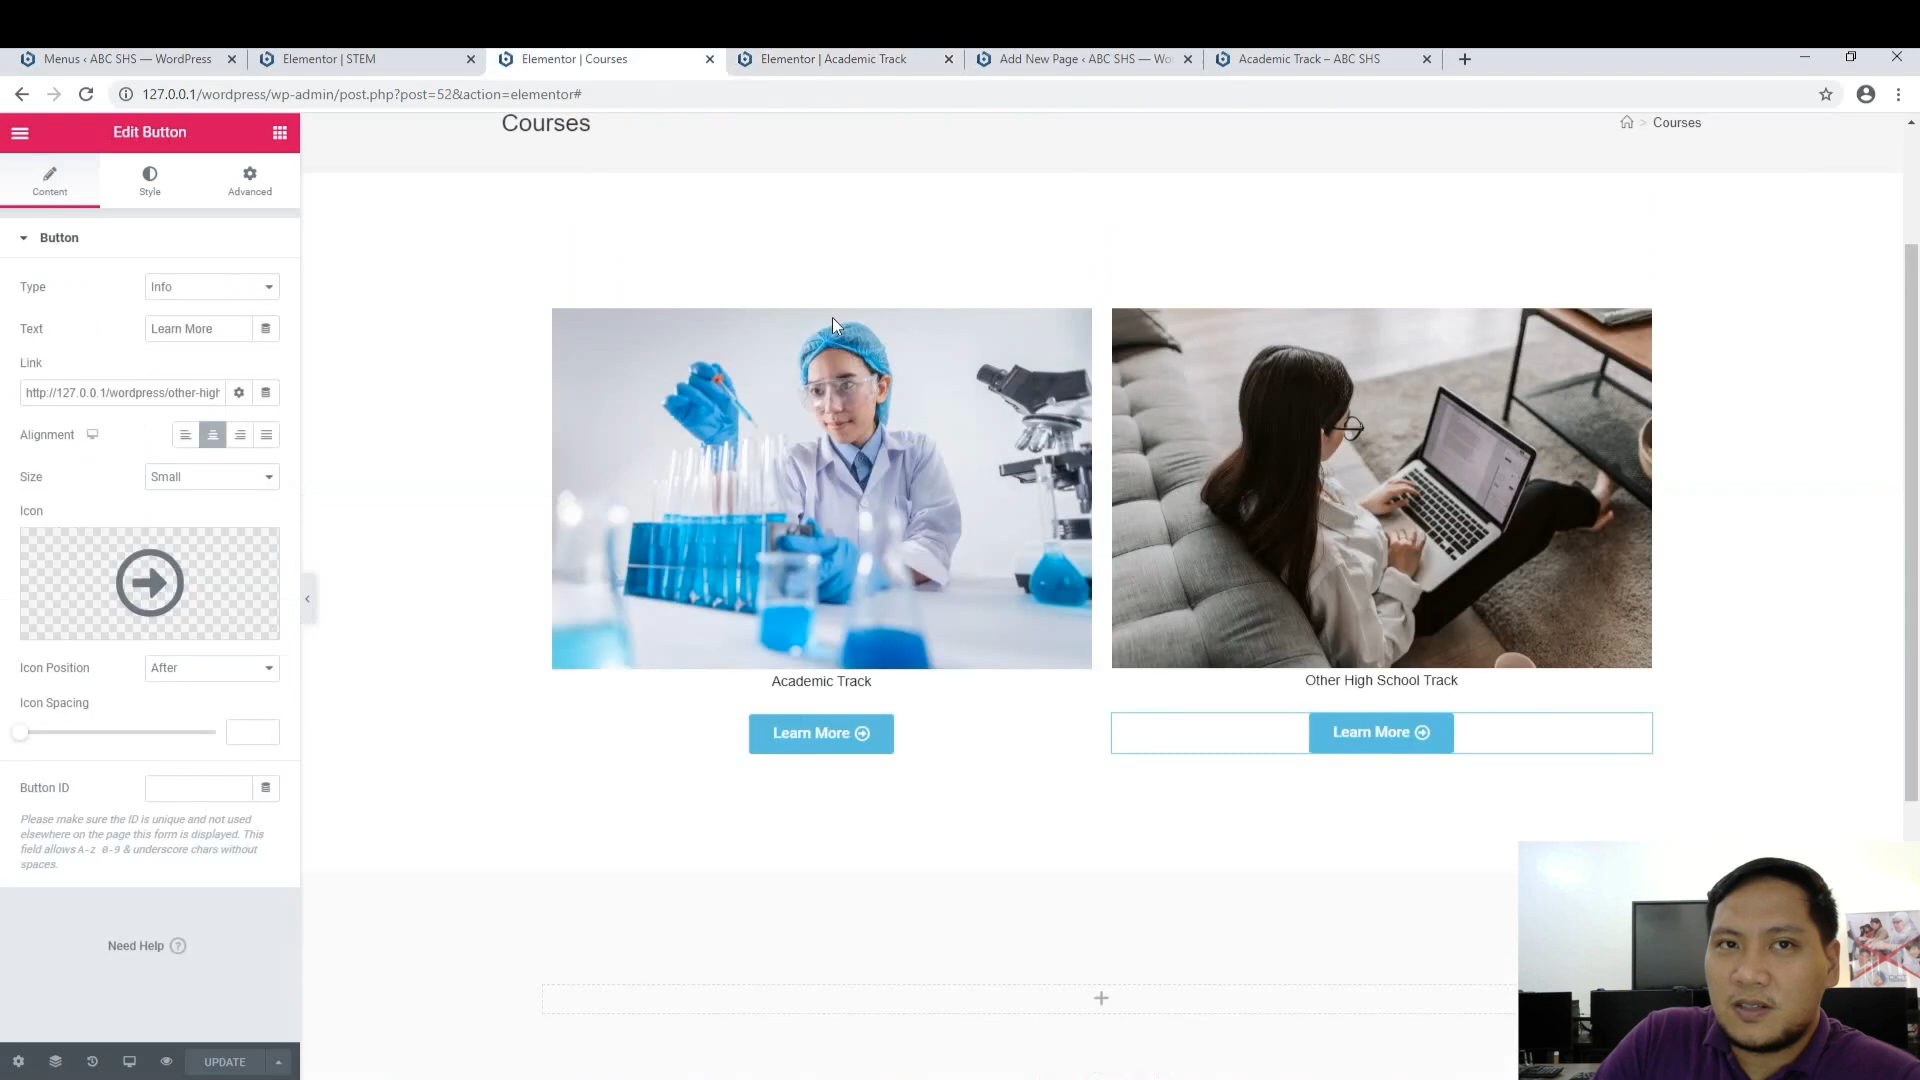 Menus ‹ ABC SHS — WordPress
Elementor | STEM
Elementor | Courses
Elementor | Academic Track
Add New Page ‹ ABC SHS — Wo
Academic Track – ABC SHS
127.0.0.1/wordpress/wp-admin/post.php?post=52&action=elementor#
Edit Button
Courses
> Courses
Content
Style
Advanced
Button
Type
Info
Text
Learn More
Link
http://127.0.0.1/wordpress/other-high
Alignment
Size
Small
Icon
Icon Position
After
Icon Spacing
Academic Track
Other High School Track
Learn More
Learn More
Button ID
Please make sure the ID is unique and not used
elsewhere on the page this form is displayed. This
field allows A-z 0-9 & underscore chars without
spaces.
Need Help ?
UPDATE